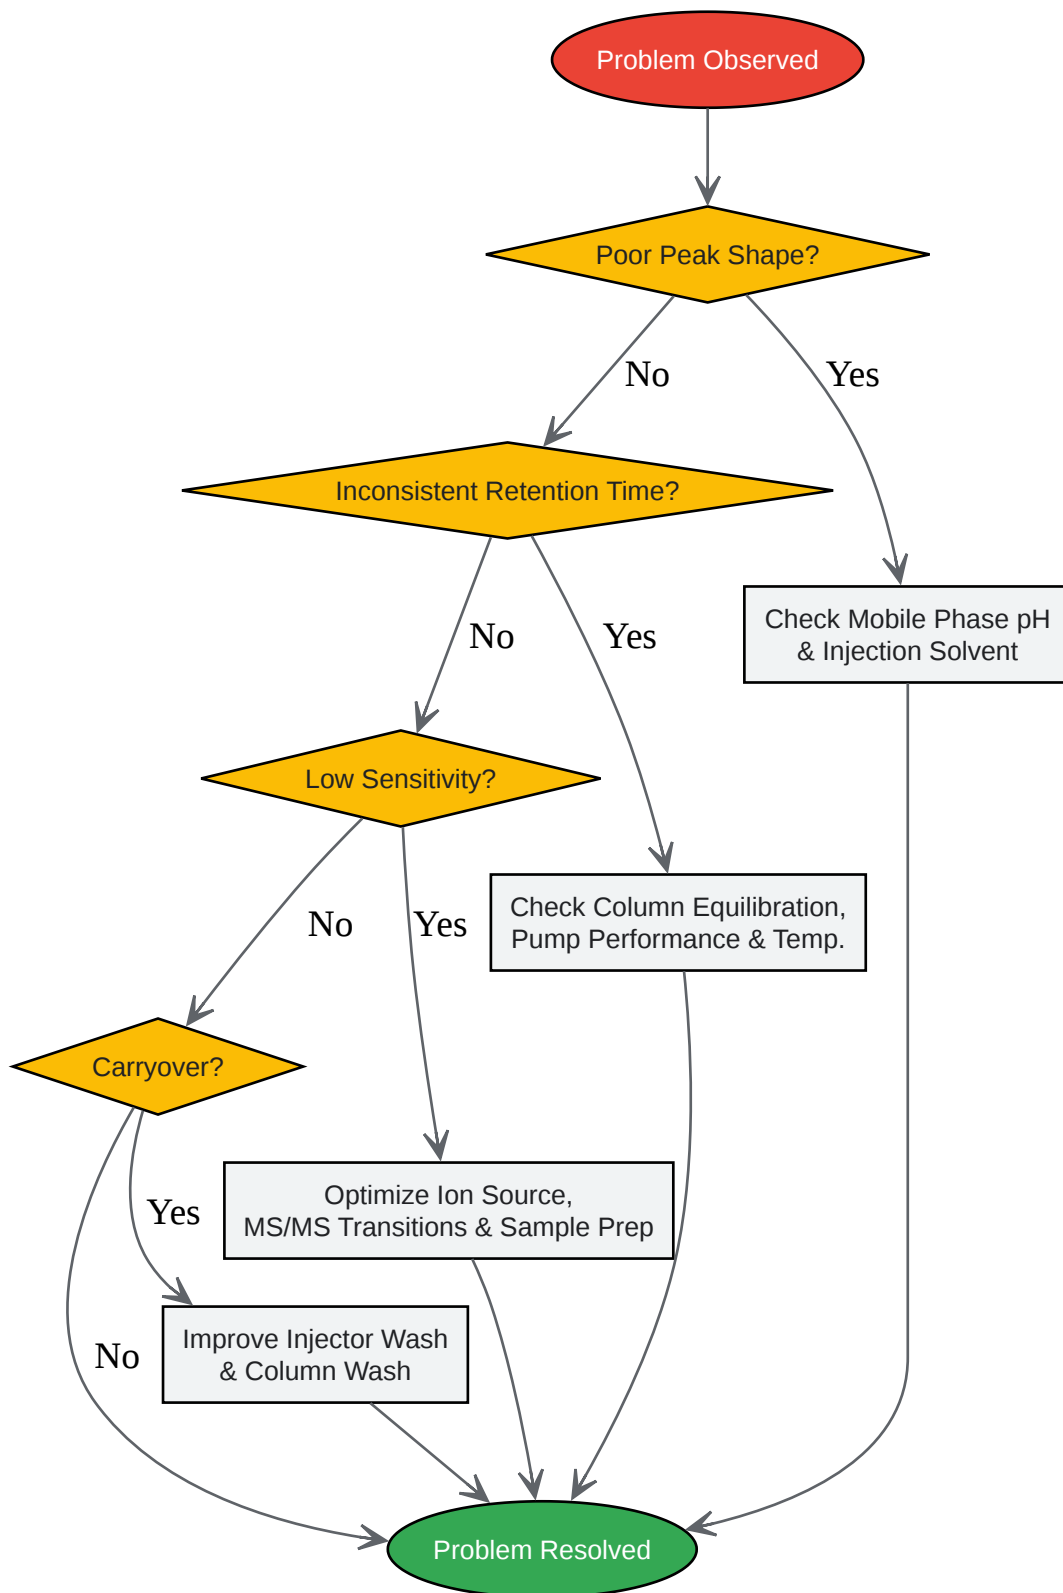 Problem Observed
Poor Peak Shape?
No
Yes
Inconsistent Retention Time?
Check Mobile Phase pH
& Injection Solvent
No
Yes
Low Sensitivity?
Check Column Equilibration,
Pump Performance & Temp.
No
Yes
Carryover?
Optimize Ion Source,
MS/MS Transitions & Sample Prep
Yes
No
Improve Injector Wash
& Column Wash
Problem Resolved